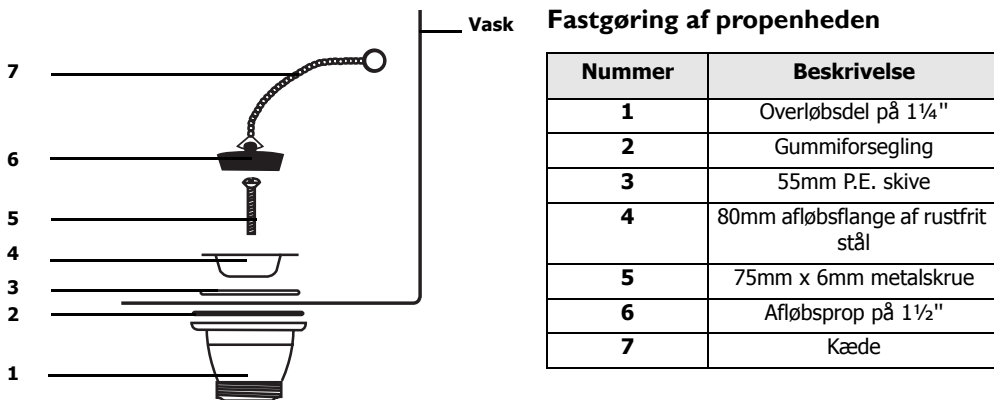 Vask
7
6
5
4
3
2
1
Fastgøring af propenheden
Nummer Beskrivelse
1 Overløbsdel på 1¼"
2 Gummiforsegling
3 55mm P.E. skive
4 80mm afløbsflange af rustfrit
stål
5 75mm x 6mm metalskrue
6 Afløbsprop på 1½"
7 Kæde